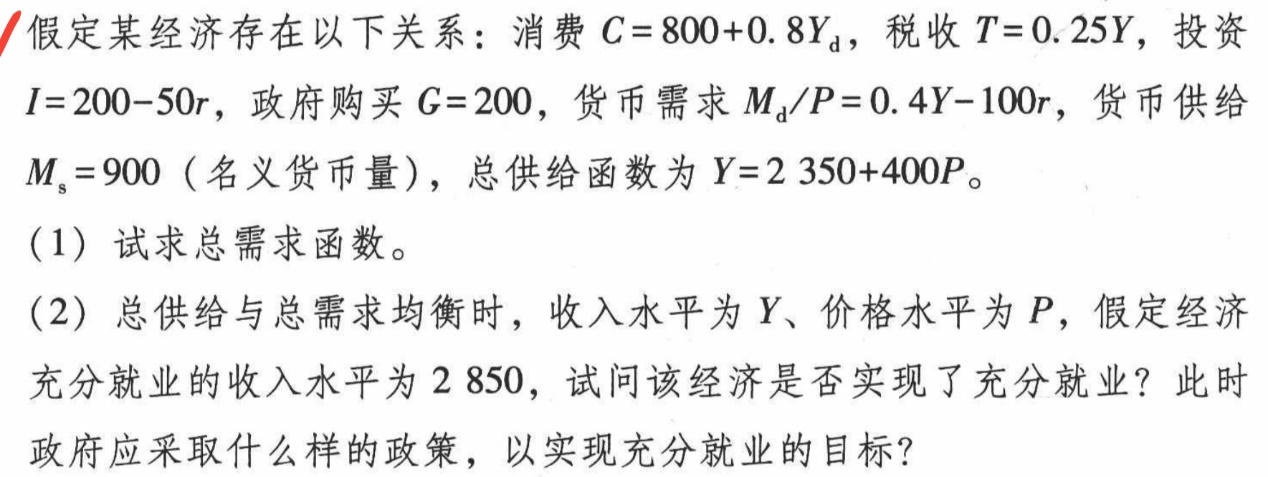 假定某经济存在以下关系：消费 C=800+0.8Yd，税收 T=0.25Y，投资
I=200-50r，政府购买 G=200，货币需求 Md/P=0.4Y-100r，货币供给
Ms=900（名义货币量），总供给函数为 Y=2 350+400P。
（1）试求总需求函数。
（2）总供给与总需求均衡时，收入水平为 Y、价格水平为 P，假定经济
充分就业的收入水平为 2 850，试问该经济是否实现了充分就业？此时
政府应采取什么样的政策，以实现充分就业的目标？